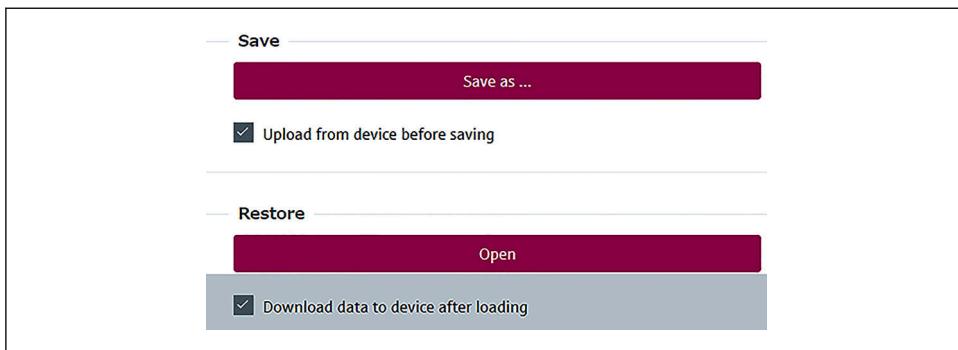 Save
Save as ...
Upload from device before saving
Restore
Open
Download data to device after loading